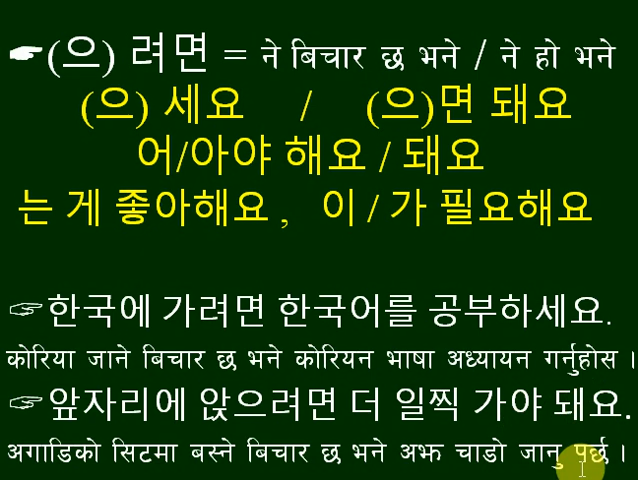 ☛(으) 려면 = ने बिचार छ भने / ने हो भने
(으) 세요 / (으)면 돼요
어/아야 해요 / 돼요
는 게 좋아해요 , 이 / 가 필요해요
☞한국에 가려면 한국어를 공부하세요.
कोरिया जाने बिचार छ भने कोरियन भाषा अध्यायन गर्नुहोस ।
☞앞자리에 앉으려면 더 일찍 가야 돼요.
अगाडिको सिटमा बस्ने बिचार छ भने अझ चाडो जानु पर्छ ।